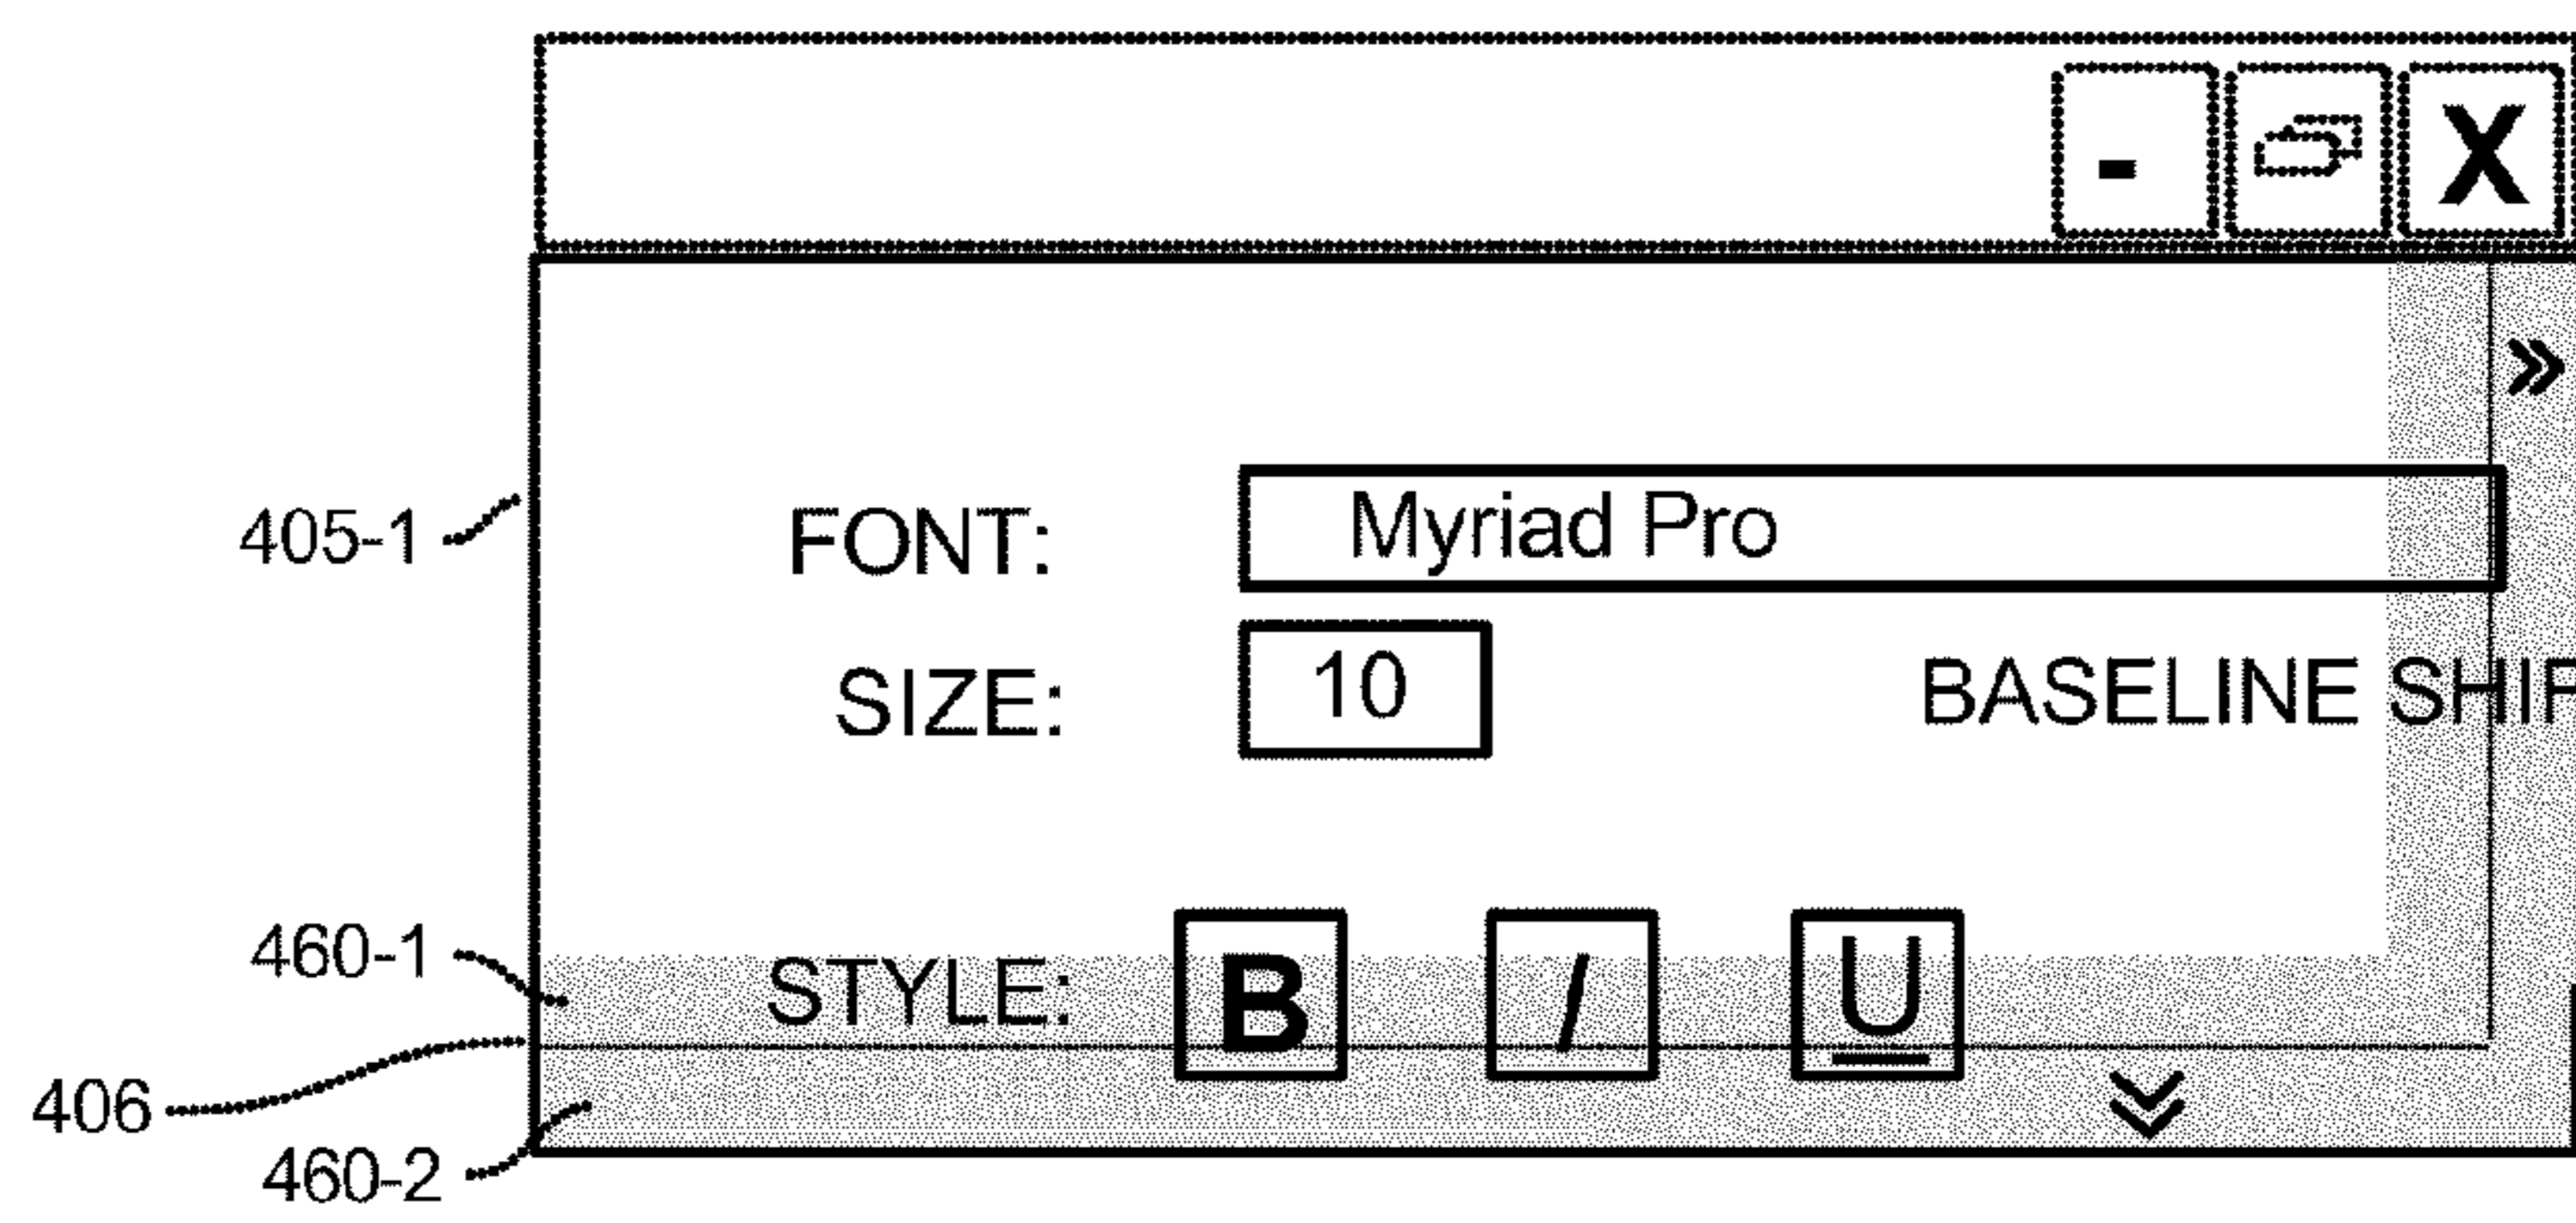 - X
»
405-1
FONT: Myriad Pro
SIZE: 10 BASELINE SHIF
460-1
STYLE: B I U
406
460-2